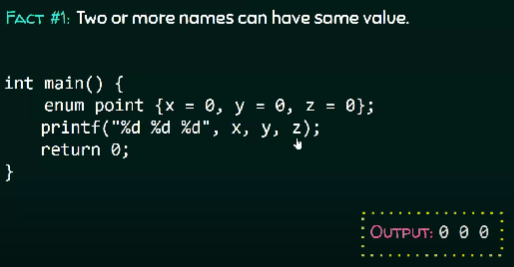 FACT #1: Two or more names can have same value.
int main() {
    enum point {x = 0, y = 0, z = 0};
    printf("%d %d %d", x, y, z);
    return 0;
}
OUTPUT: 0 0 0